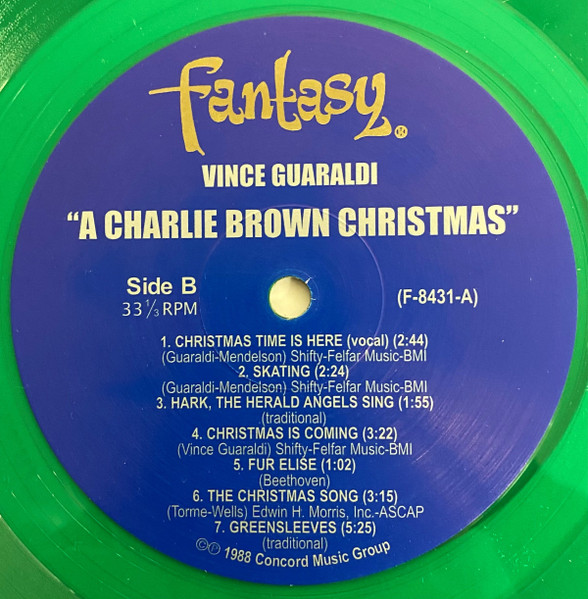 fantasy®
VINCE GUARALDI
"A CHARLIE BROWN CHRISTMAS"
Side B
33 1/3 RPM
(F-8431-A)
1. CHRISTMAS TIME IS HERE (vocal) (2:44)
(Guaraldi-Mendelson) Shifty-Felfar Music-BMI
2, SKATING (2:24)
(Guaraldi-Mendelson) Shifty-Felfar Music-BMI
3. HARK, THE HERALD ANGELS SING (1:55)
(traditional)
4. CHRISTMAS IS COMING (3:22)
(Vince Guaraldi) Shifty-Felfar Music-BMI
5. FUR ELISE (1:02)
(Beethoven)
6. THE CHRISTMAS SONG (3:15)
(Torme-Wells) Edwin H. Morris, Inc.-ASCAP
7. GREENSLEEVES (5:25)
(traditional)
©℗ 1988 Concord Music Group